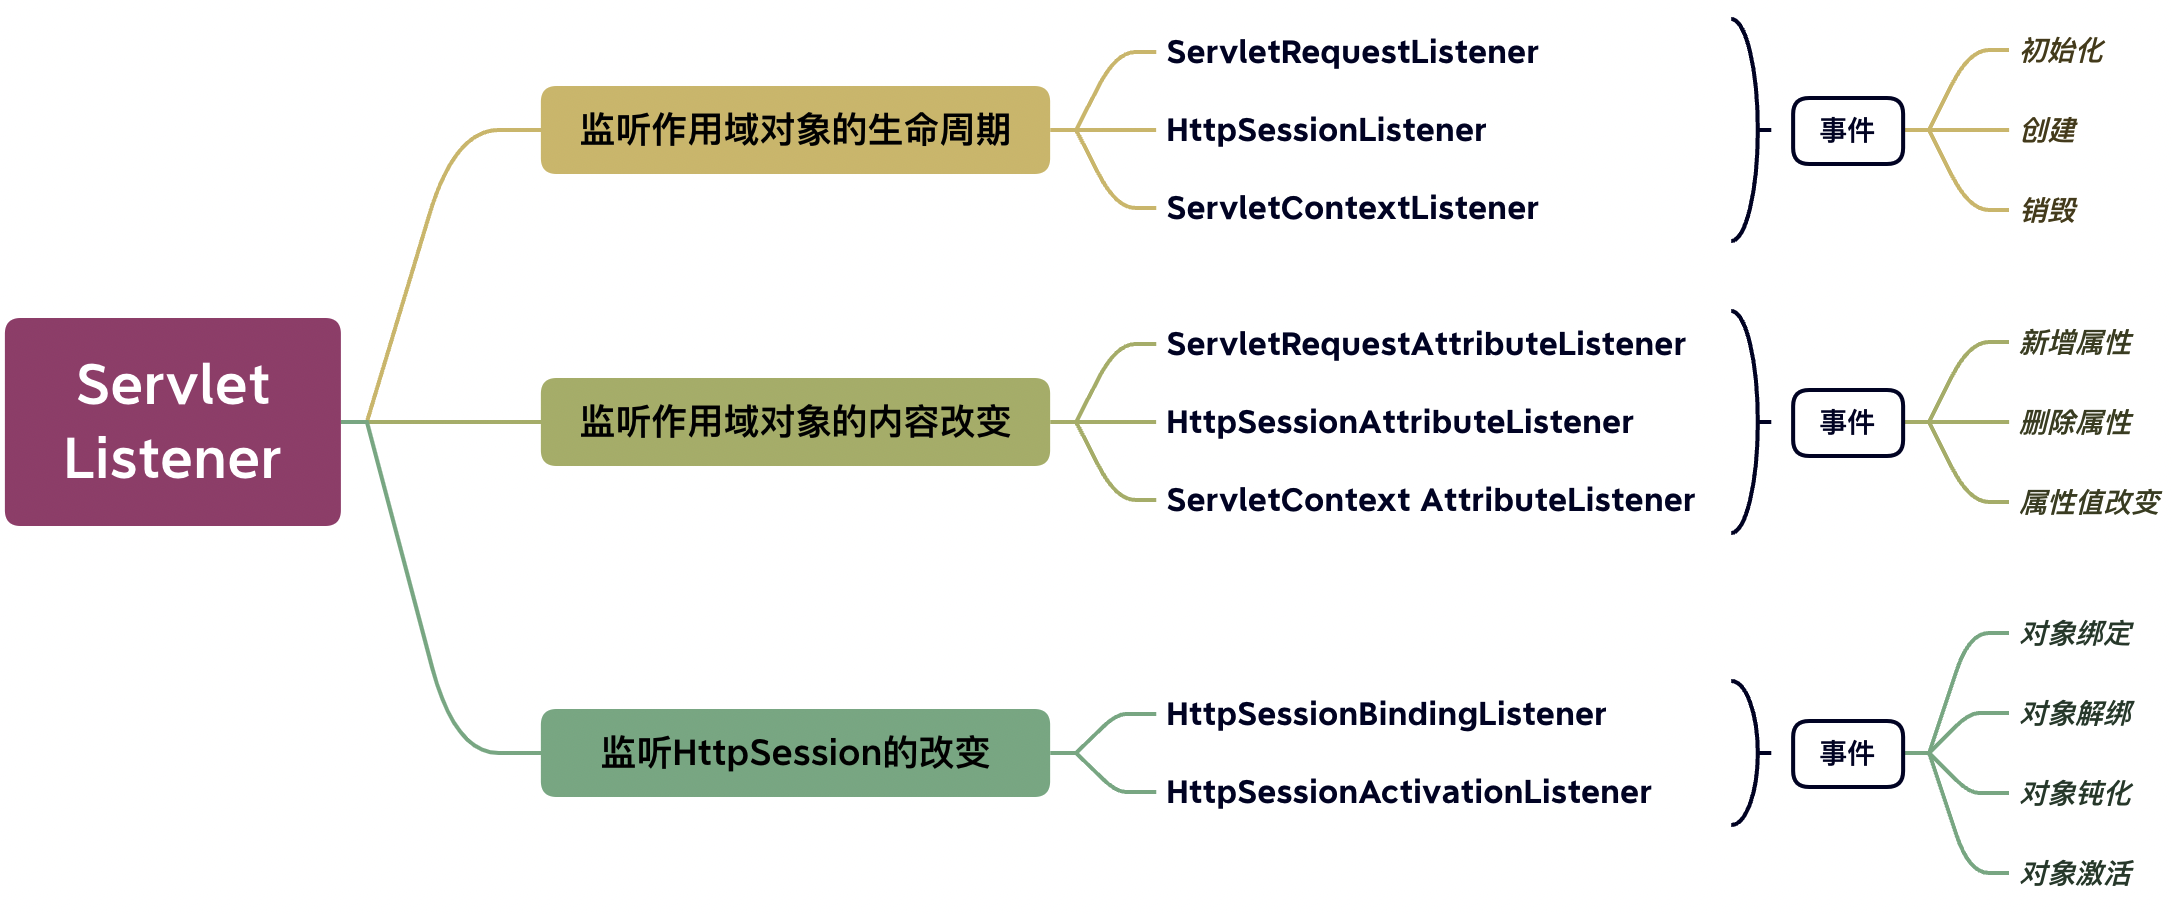 Servlet
Listener
监听作用域对象的生命周期
ServletRequestListener
HttpSessionListener
ServletContextListener
事件
初始化
创建
销毁
监听作用域对象的内容改变
ServletRequestAttributeListener
HttpSessionAttributeListener
ServletContext AttributeListener
事件
新增属性
删除属性
属性值改变
监听HttpSession的改变
HttpSessionBindingListener
HttpSessionActivationListener
事件
对象绑定
对象解绑
对象钝化
对象激活